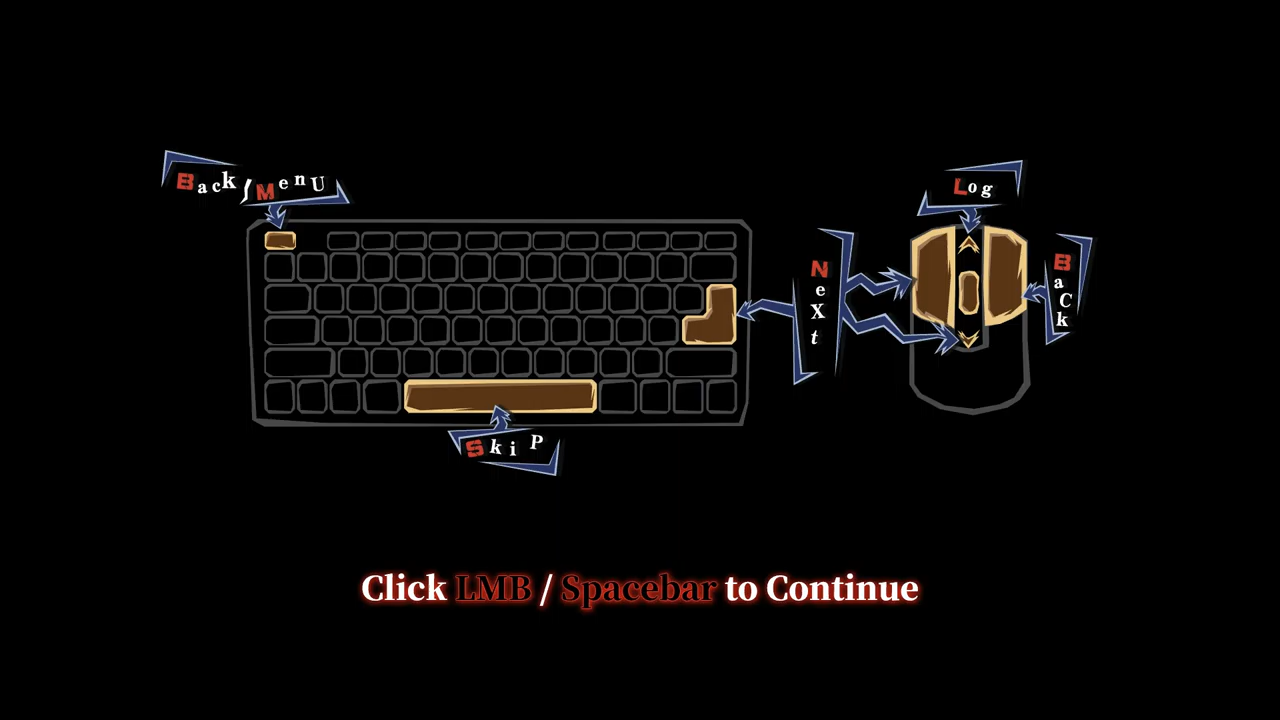 Back/MenU
Log
NeXt
BaCk
SkiP
Click LMB / Spacebar to Continue